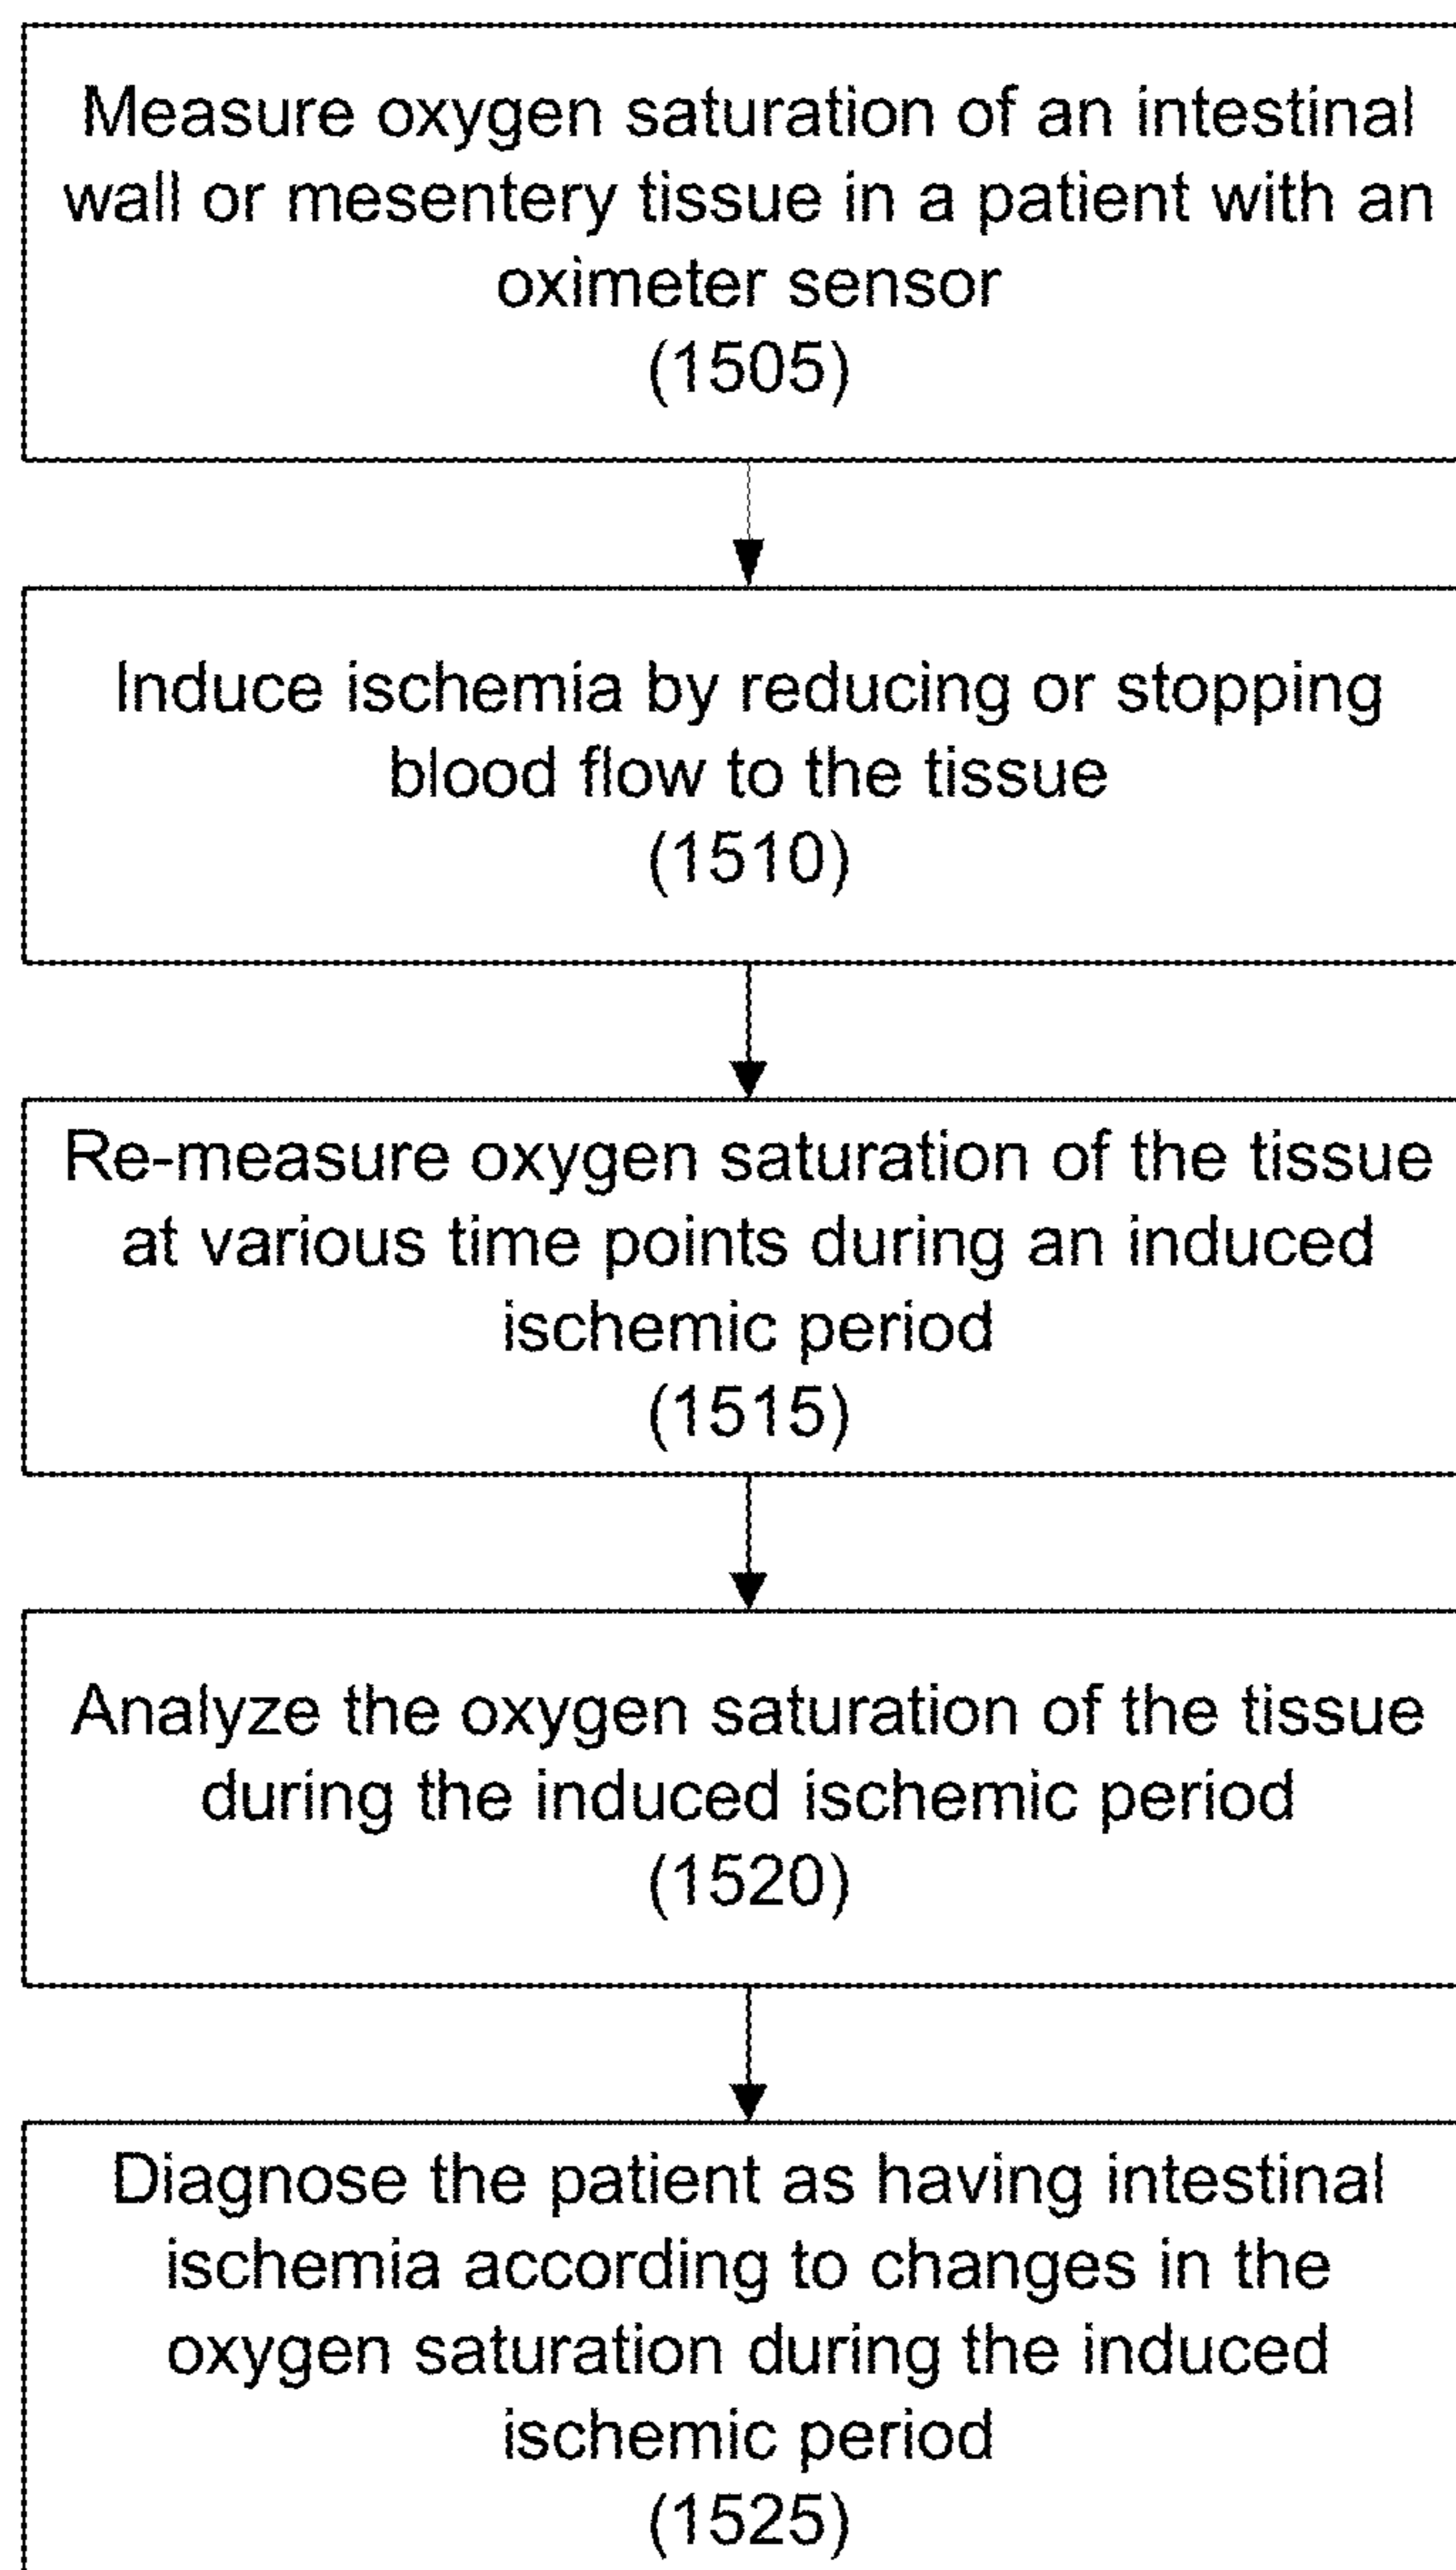 Measure oxygen saturation of an intestinal
wall or mesentery tissue in a patient with an
oximeter sensor
(1505)
Induce ischemia by reducing or stopping
blood flow to the tissue
(1510)
Re-measure oxygen saturation of the tissue
at various time points during an induced
ischemic period
(1515)
Analyze the oxygen saturation of the tissue
during the induced ischemic period
(1520)
Diagnose the patient as having intestinal
ischemia according to changes in the
oxygen saturation during the induced
ischemic period
(1525)